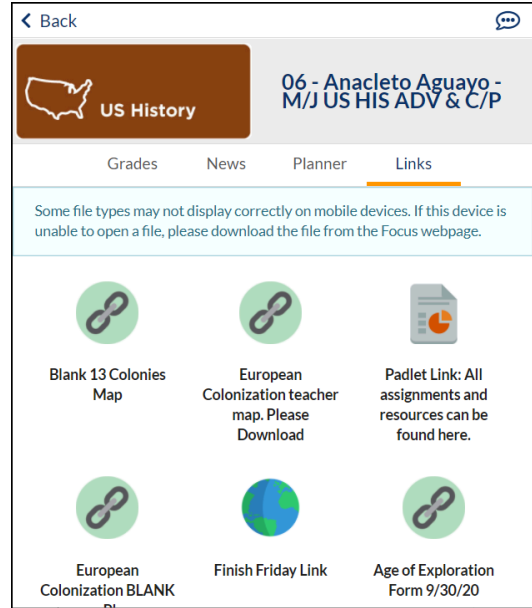 Back
US History
06 - Anacleto Aguayo -
M/J US HIS ADV & C/P
Grades News Planner Links
Some file types may not display correctly on mobile devices. If this device is
unable to open a file, please download the file from the Focus webpage.
Blank 13 Colonies
Map
European
Colonization teacher
map. Please
Download
Padlet Link: All
assignments and
resources can be
found here.
European
Colonization BLANK
Finish Friday Link
Age of Exploration
Form 9/30/20